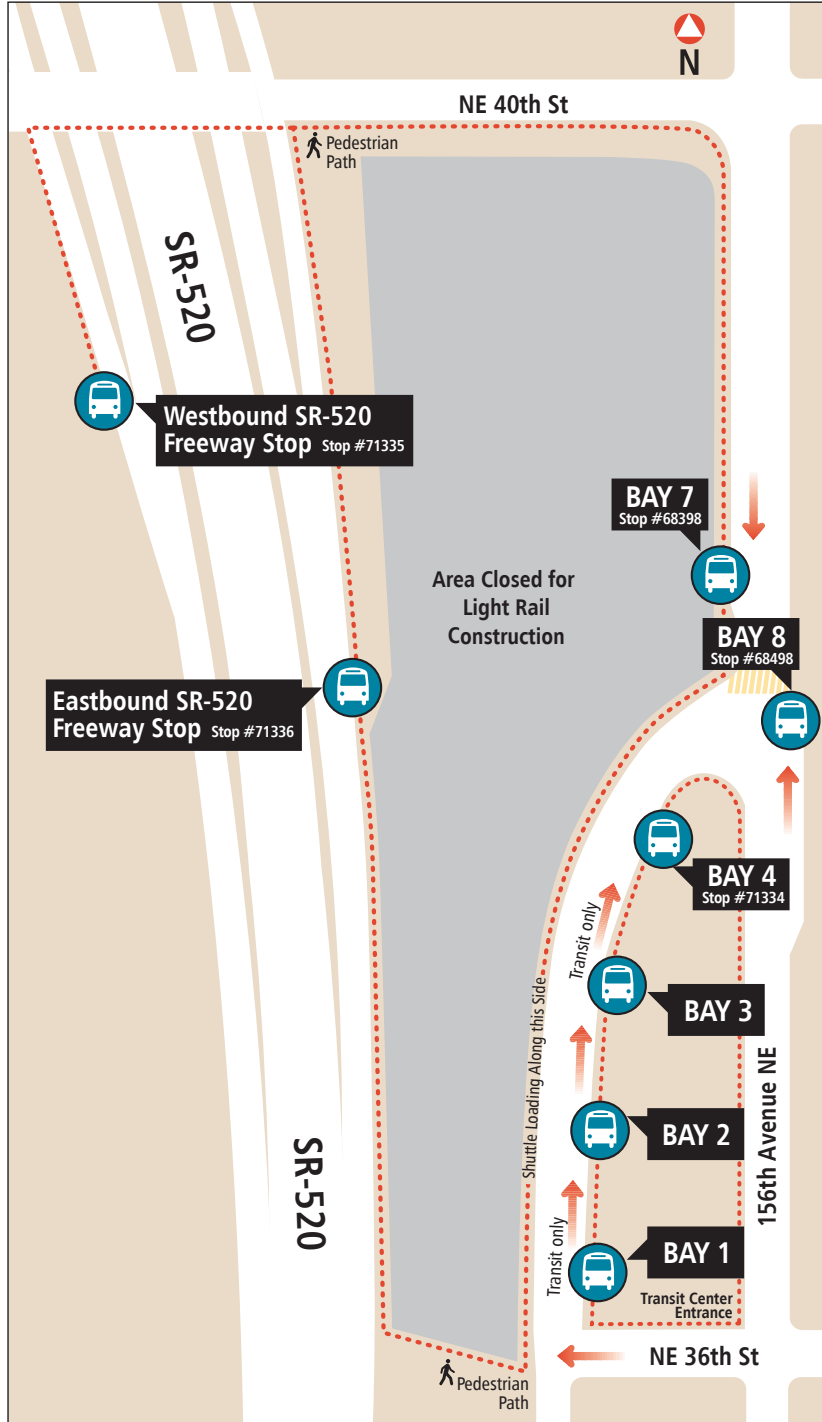 N
NE 40th St
Pedestrian
Path
SR-520
Westbound SR-520
Freeway Stop Stop #71335
BAY 7
Stop #68398
Area Closed for
Light Rail
Construction
BAY 8
Stop #68498
Eastbound SR-520
Freeway Stop Stop #71336
BAY 4
Stop #71334
Transit only
BAY 3
Shuttle Loading Along this Side
156th Avenue NE
BAY 2
SR-520
Transit only
BAY 1
Transit Center
Entrance
NE 36th St
Pedestrian
Path